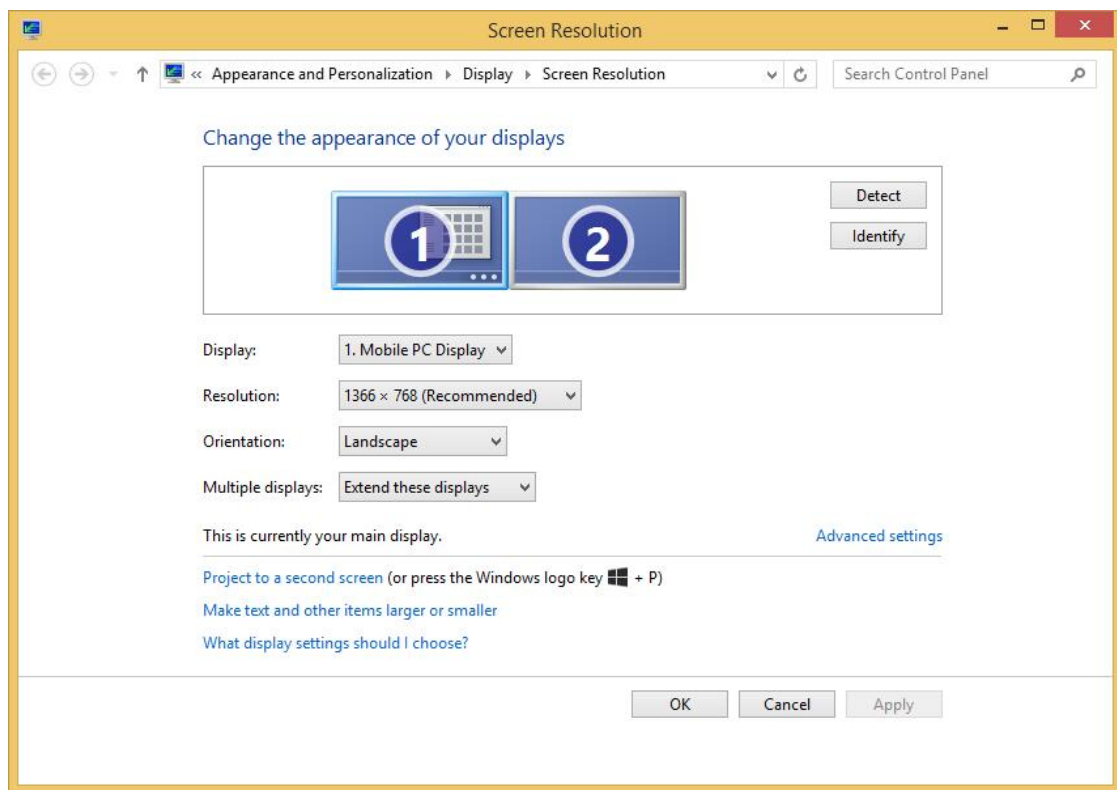 Screen Resolution
« Appearance and Personalization Display Screen Resolution Search Control Panel
Change the appearance of your displays
1 2
Detect
Identify
Display: 1. Mobile PC Display
Resolution: 1366 × 768 (Recommended)
Orientation: Landscape
Multiple displays: Extend these displays
This is currently your main display. Advanced settings
Project to a second screen (or press the Windows logo key + P)
Make text and other items larger or smaller
What display settings should I choose?
OK Cancel Apply